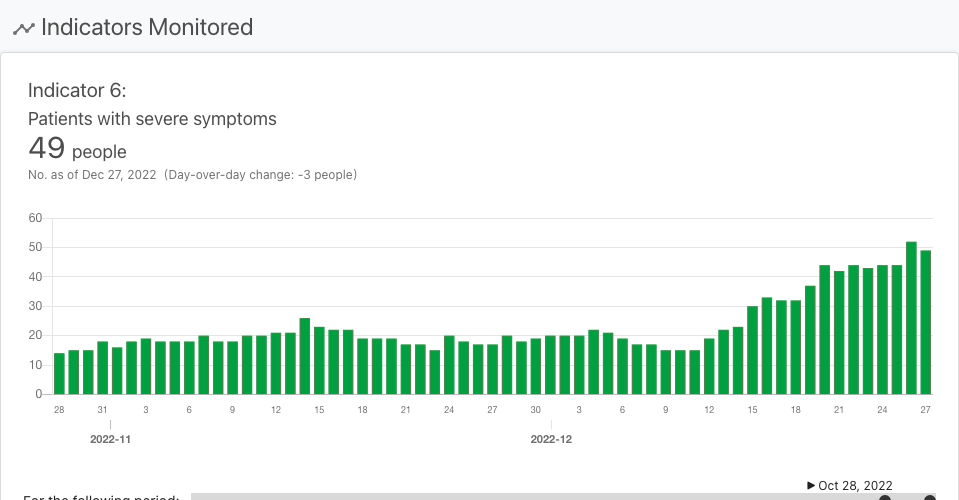 Indicators Monitored
Indicator 6:
Patients with severe symptoms
49 people
No. as of Dec 27, 2022 (Day-over-day change: -3 people)
60
50
40
30
20
10
0
28 31 3 6 9 12 15 18 21 24 27 30 3 6 9 12 15 18 21 24 27
2022-11 2022-12
▶ Oct 28, 2022
For the following period: